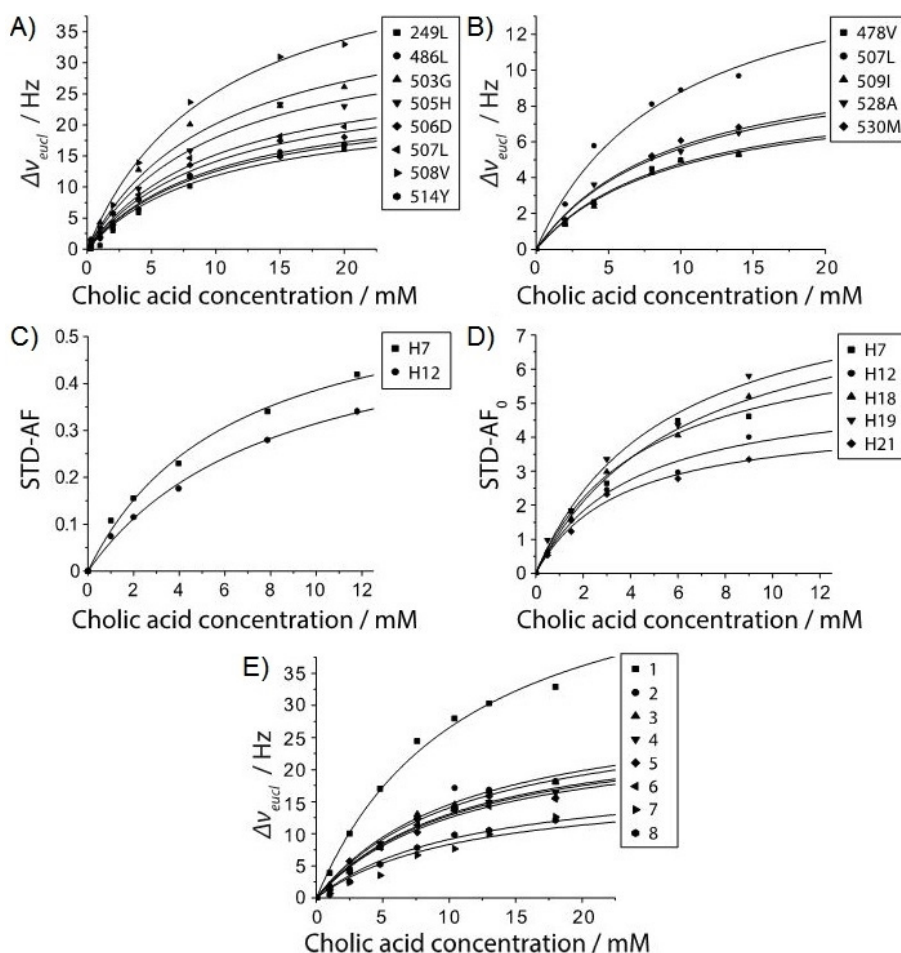 A)
Δν_eucl / Hz
35
30
25
20
15
10
5
0
0
5
10
15
20
Cholic acid concentration / mM
249L
486L
503G
505H
506D
507L
508V
514Y
B)
Δν_eucl / Hz
12
10
8
6
4
2
0
0
5
10
15
20
Cholic acid concentration / mM
478V
507L
509I
528A
530M
C)
STD-AF
0.5
0.4
0.3
0.2
0.1
0
0
2
4
6
8
10
12
Cholic acid concentration / mM
H7
H12
D)
STD-AF₀
7
6
5
4
3
2
1
0
0
2
4
6
8
10
12
Cholic acid concentration / mM
H7
H12
H18
H19
H21
E)
Δν_eucl / Hz
35
30
25
20
15
10
5
0
0
5
10
15
20
Cholic acid concentration / mM
1
2
3
4
5
6
7
8